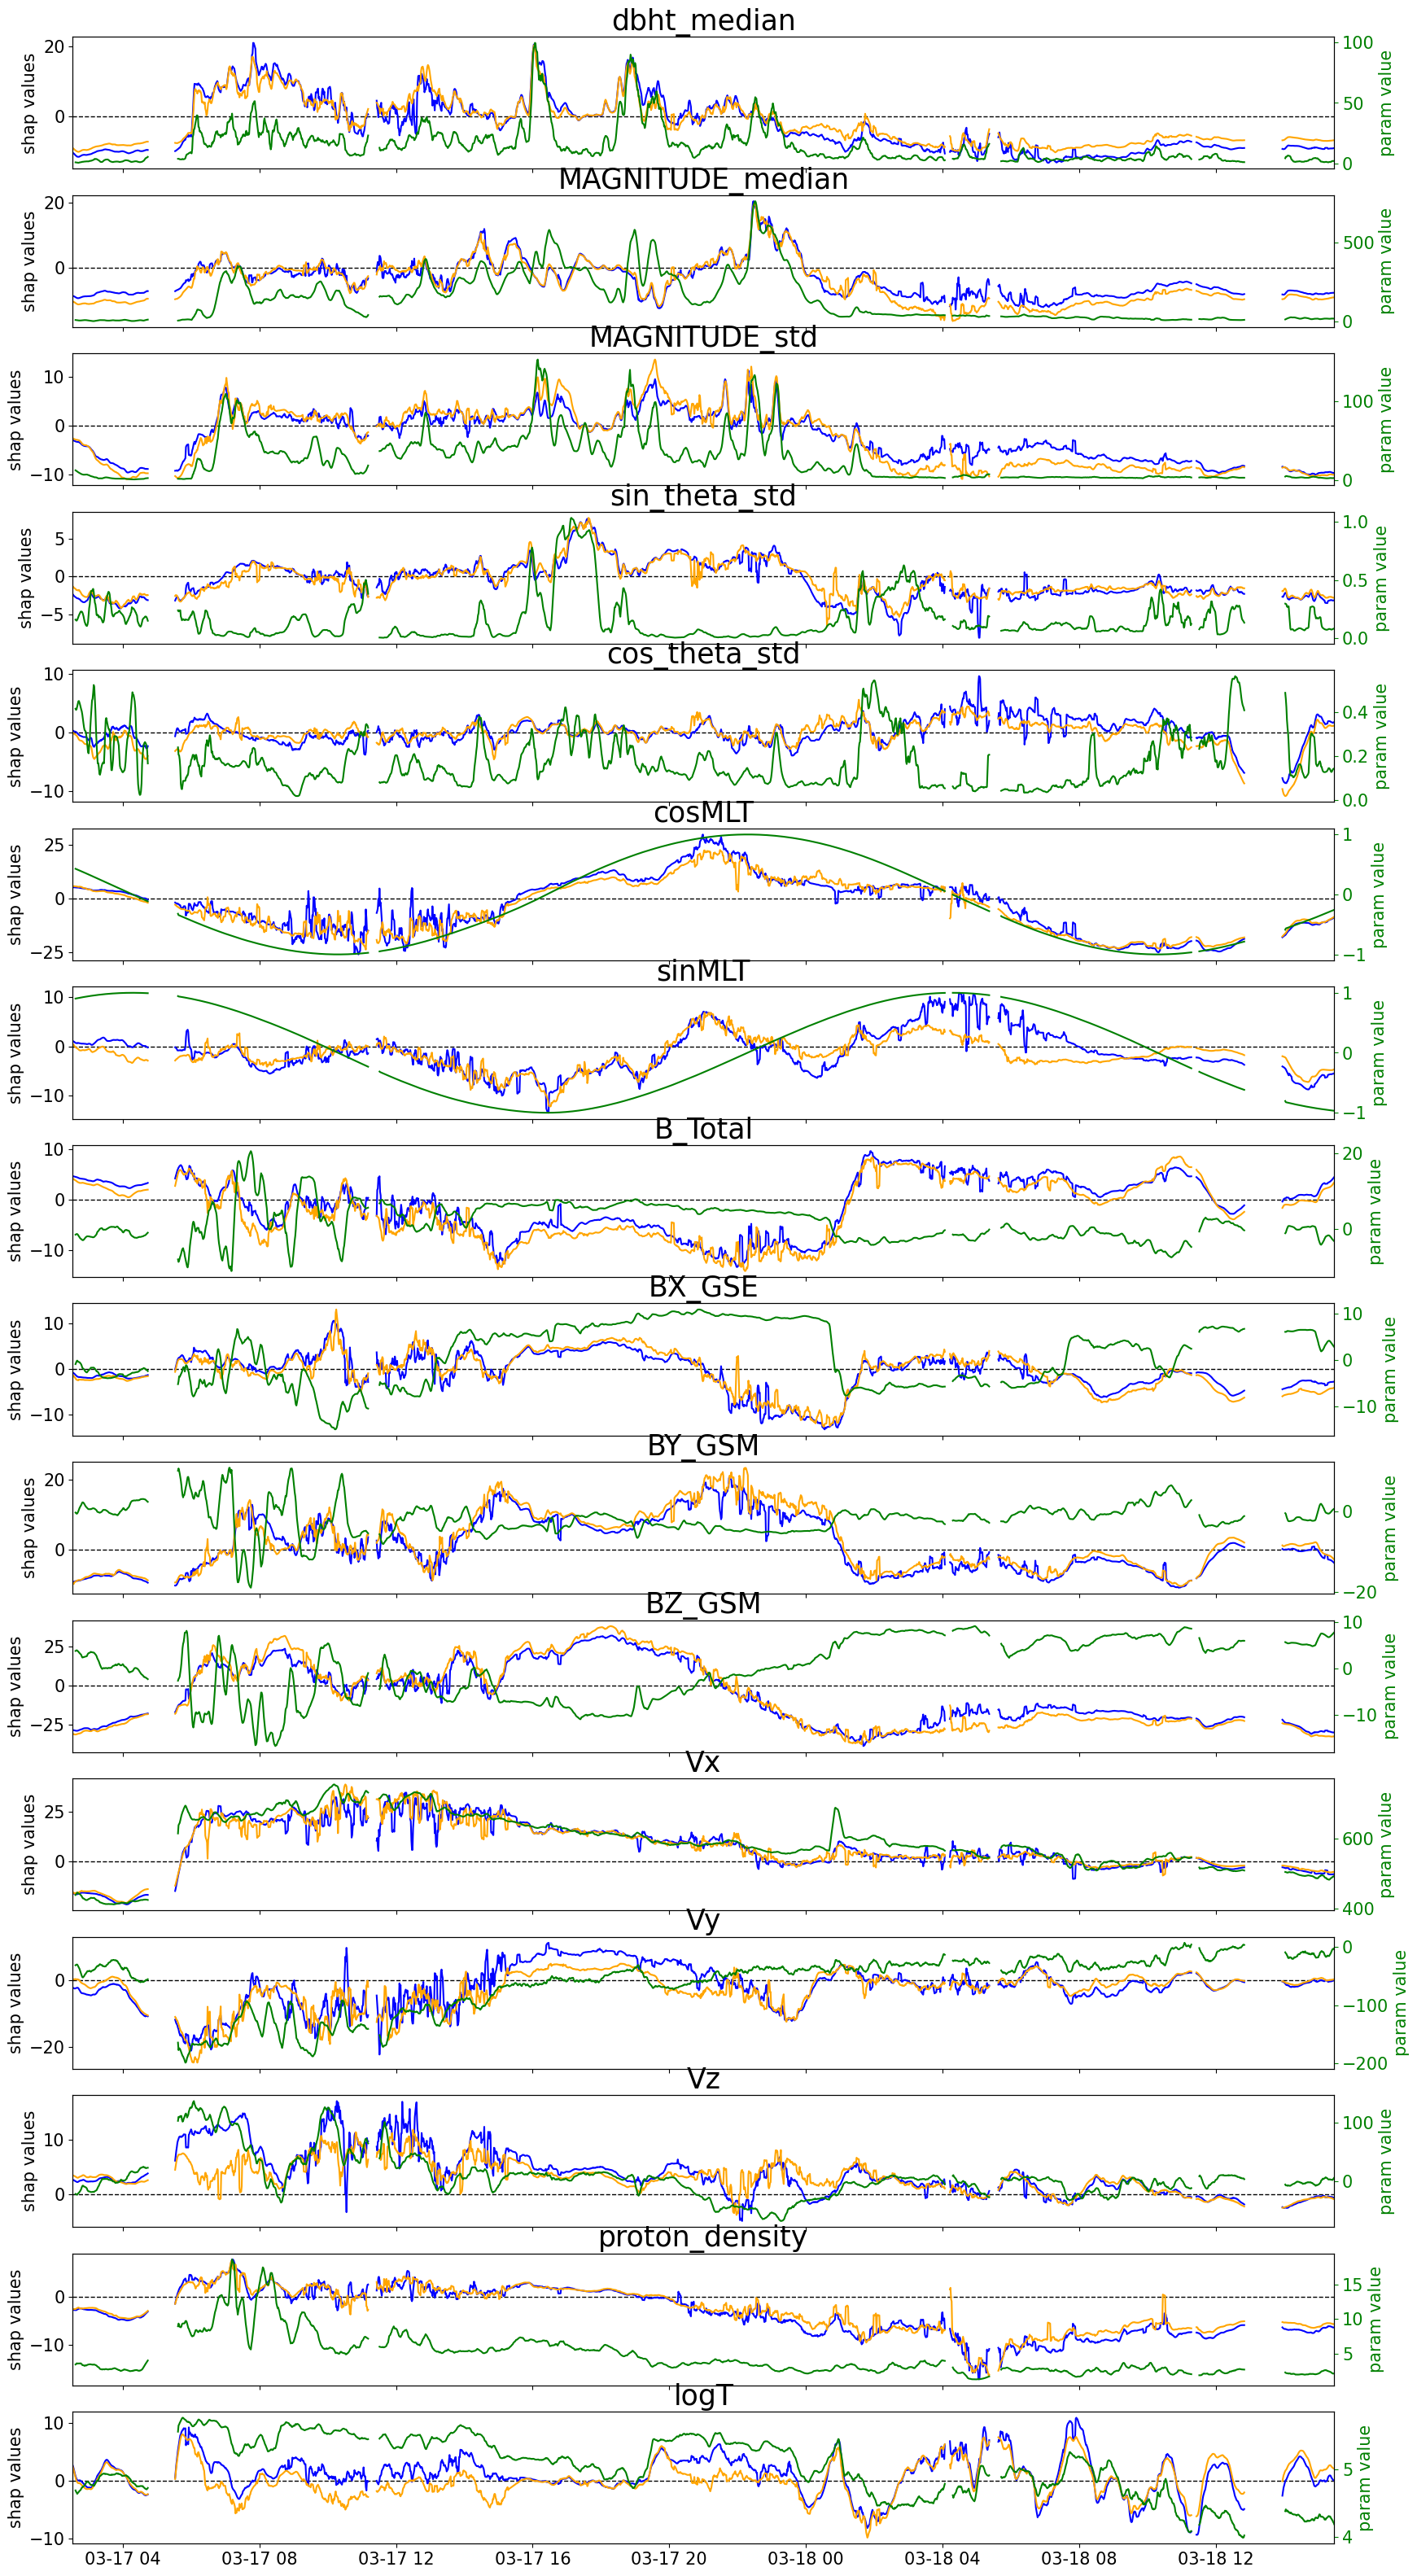 dbht_median
shap values
20
0
100
50
0
param value
MAGNITUDE_median
shap values
20
0
500
0
param value
MAGNITUDE_std
shap values
10
0
−10
100
0
param value
sin_theta_std
shap values
5
0
−5
1.0
0.5
0.0
param value
cos_theta_std
shap values
10
0
−10
0.4
0.2
0.0
param value
cosMLT
shap values
25
0
−25
1
0
−1
param value
sinMLT
shap values
10
0
−10
1
0
−1
param value
B_Total
shap values
10
0
−10
20
0
param value
BX_GSE
shap values
10
0
−10
10
0
−10
param value
BY_GSM
shap values
20
0
0
−20
param value
BZ_GSM
shap values
25
0
−25
10
0
−10
param value
Vx
shap values
25
0
600
400
param value
Vy
shap values
0
−20
0
−100
−200
param value
Vz
shap values
10
0
100
0
param value
proton_density
shap values
0
−10
15
10
5
param value
logT
shap values
10
0
−10
5
4
param value
03-17 04 03-17 08 03-17 12 03-17 16 03-17 20 03-18 00 03-18 04 03-18 08 03-18 12